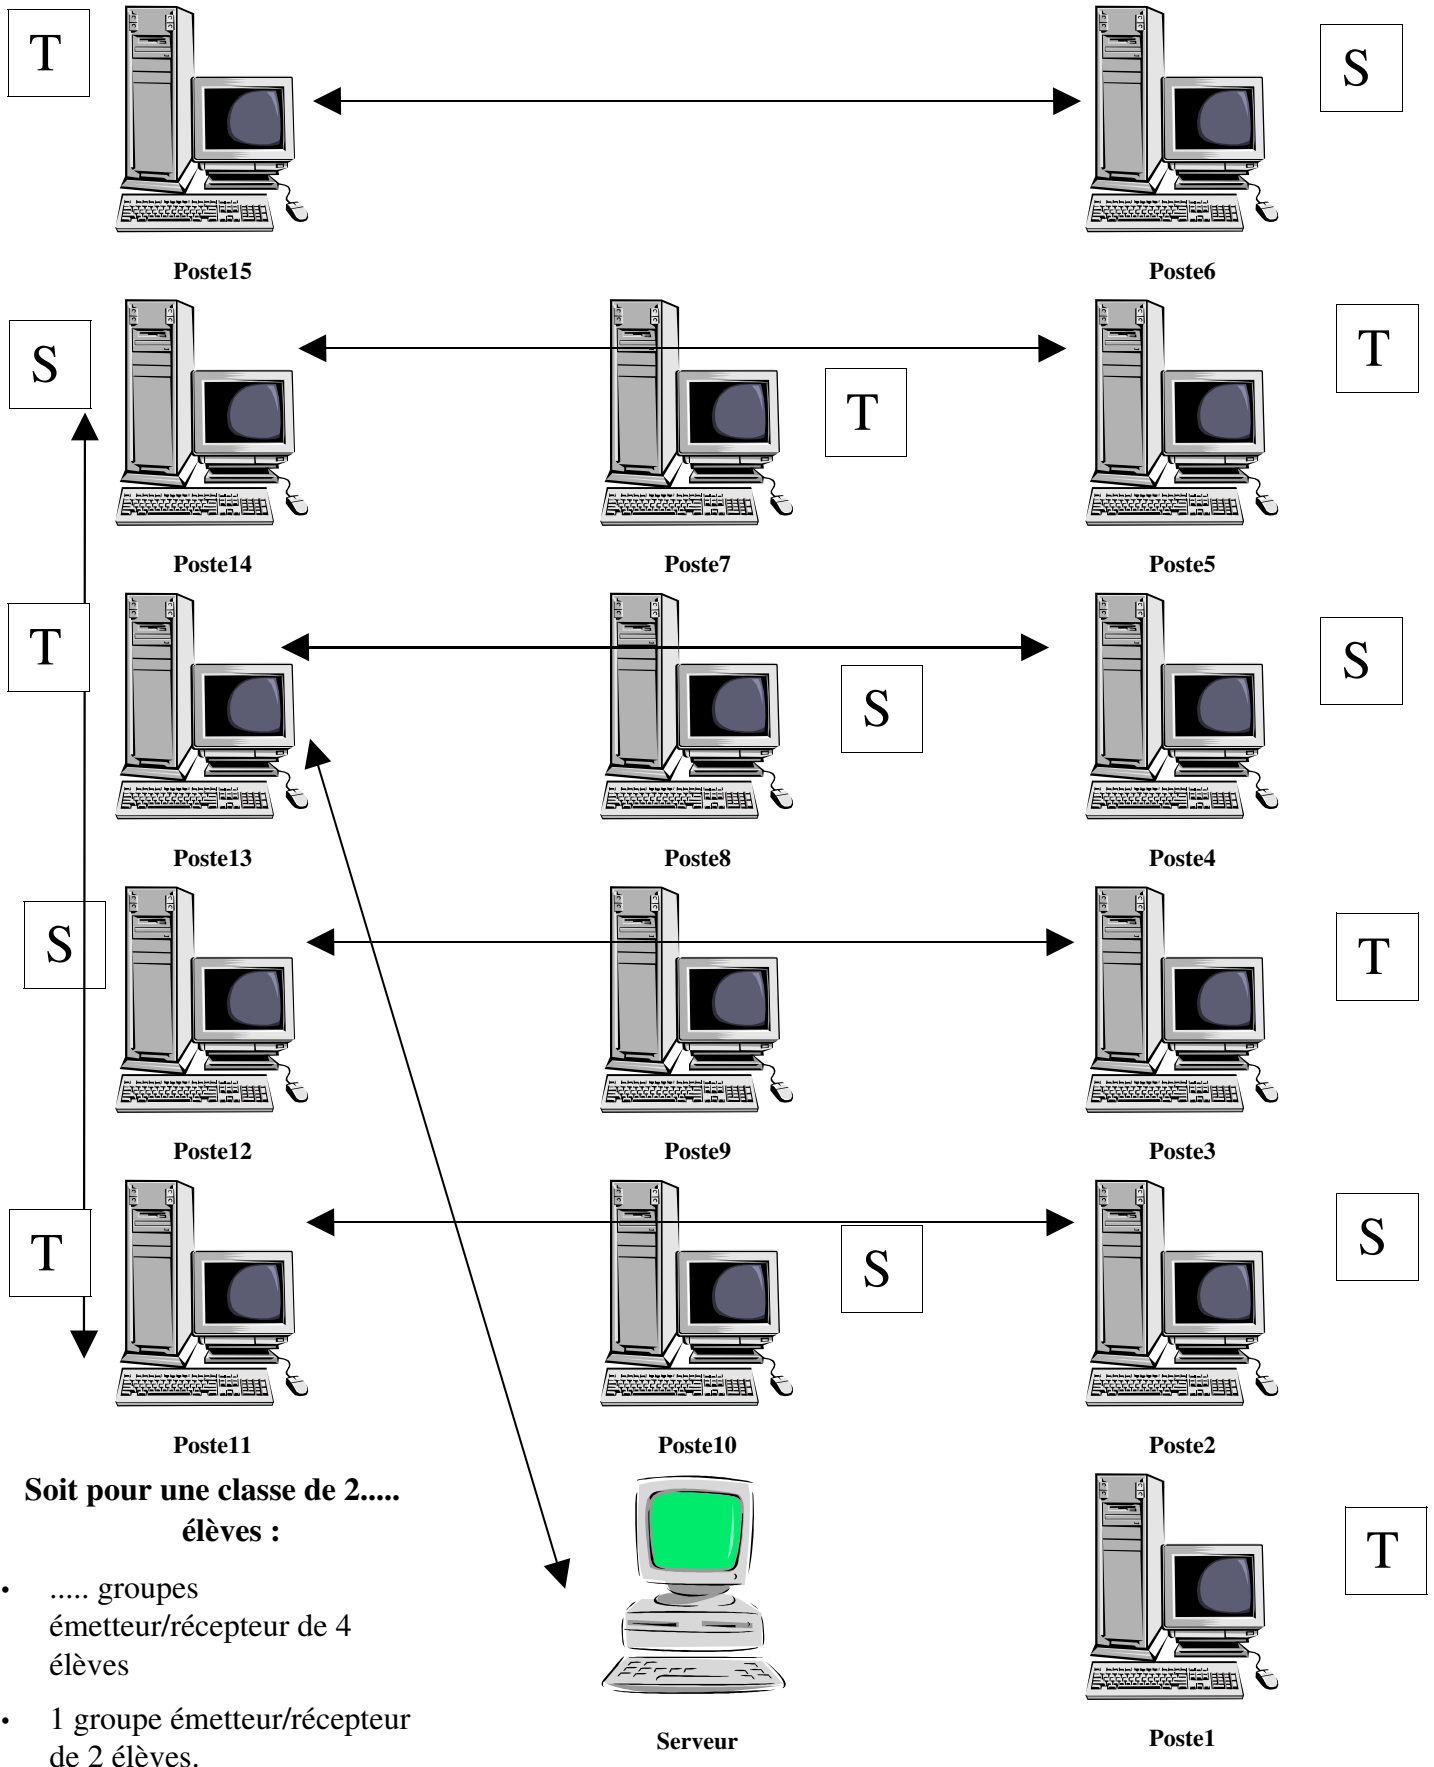 T
S
Poste15
Poste6
S
T
T
Poste14
Poste7
Poste5
T
S
S
Poste13
Poste8
Poste4
S
T
Poste12
Poste9
Poste3
T
S
S
Poste11
Poste10
Poste2
Soit pour une classe de 2.....
élèves :
• ..... groupes
émetteur/récepteur de 4
élèves
• 1 groupe émetteur/récepteur
de 2 élèves.
T
Serveur
Poste1